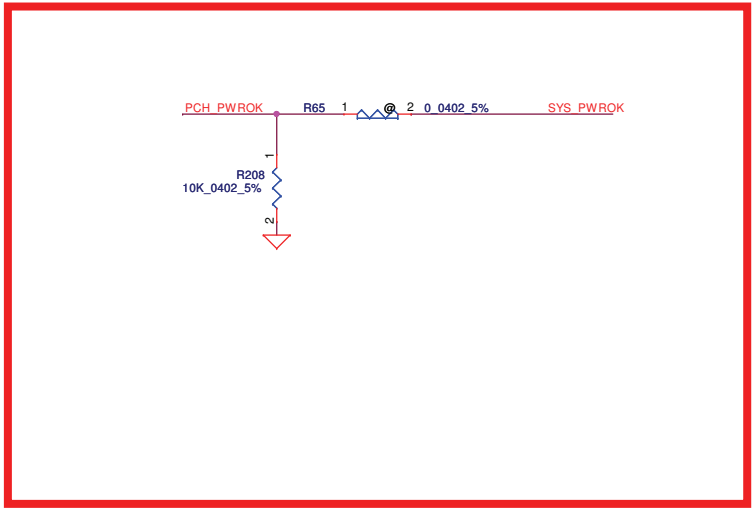 PCH_PWROK R65 1 @ 2 0_0402_5% SYS_PWROK
1
R208
10K_0402_5%
2